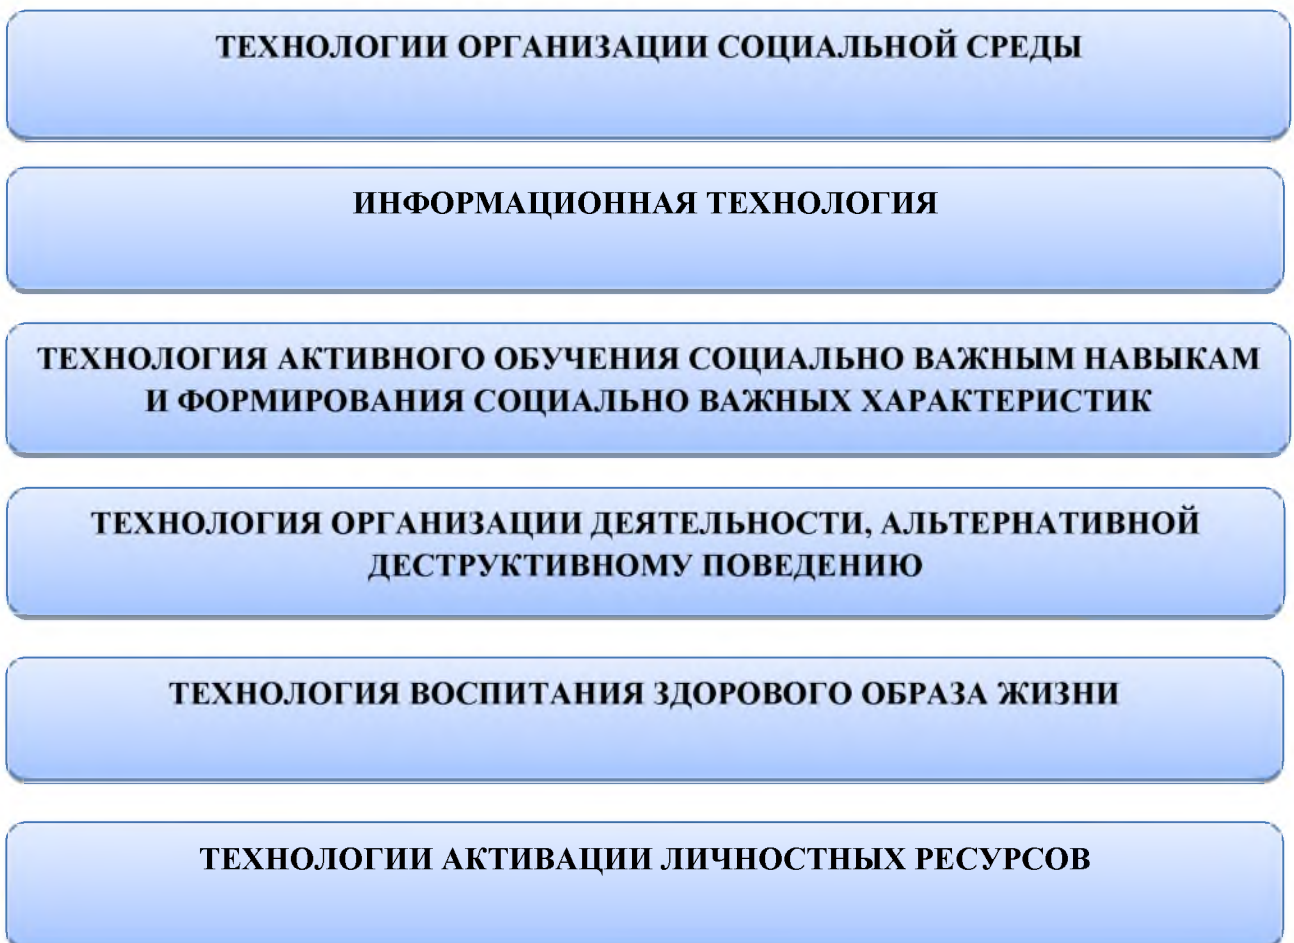 ТЕХНОЛОГИИ ОРГАНИЗАЦИИ СОЦИАЛЬНОЙ СРЕДЫ
ИНФОРМАЦИОННАЯ ТЕХНОЛОГИЯ
ТЕХНОЛОГИЯ АКТИВНОГО ОБУЧЕНИЯ СОЦИАЛЬНО ВАЖНЫМ НАВЫКАМ
И ФОРМИРОВАНИЯ СОЦИАЛЬНО ВАЖНЫХ ХАРАКТЕРИСТИК
ТЕХНОЛОГИЯ ОРГАНИЗАЦИИ ДЕЯТЕЛЬНОСТИ, АЛЬТЕРНАТИВНОЙ
ДЕСТРУКТИВНОМУ ПОВЕДЕНИЮ
ТЕХНОЛОГИЯ ВОСПИТАНИЯ ЗДОРОВОГО ОБРАЗА ЖИЗНИ
ТЕХНОЛОГИИ АКТИВАЦИИ ЛИЧНОСТНЫХ РЕСУРСОВ